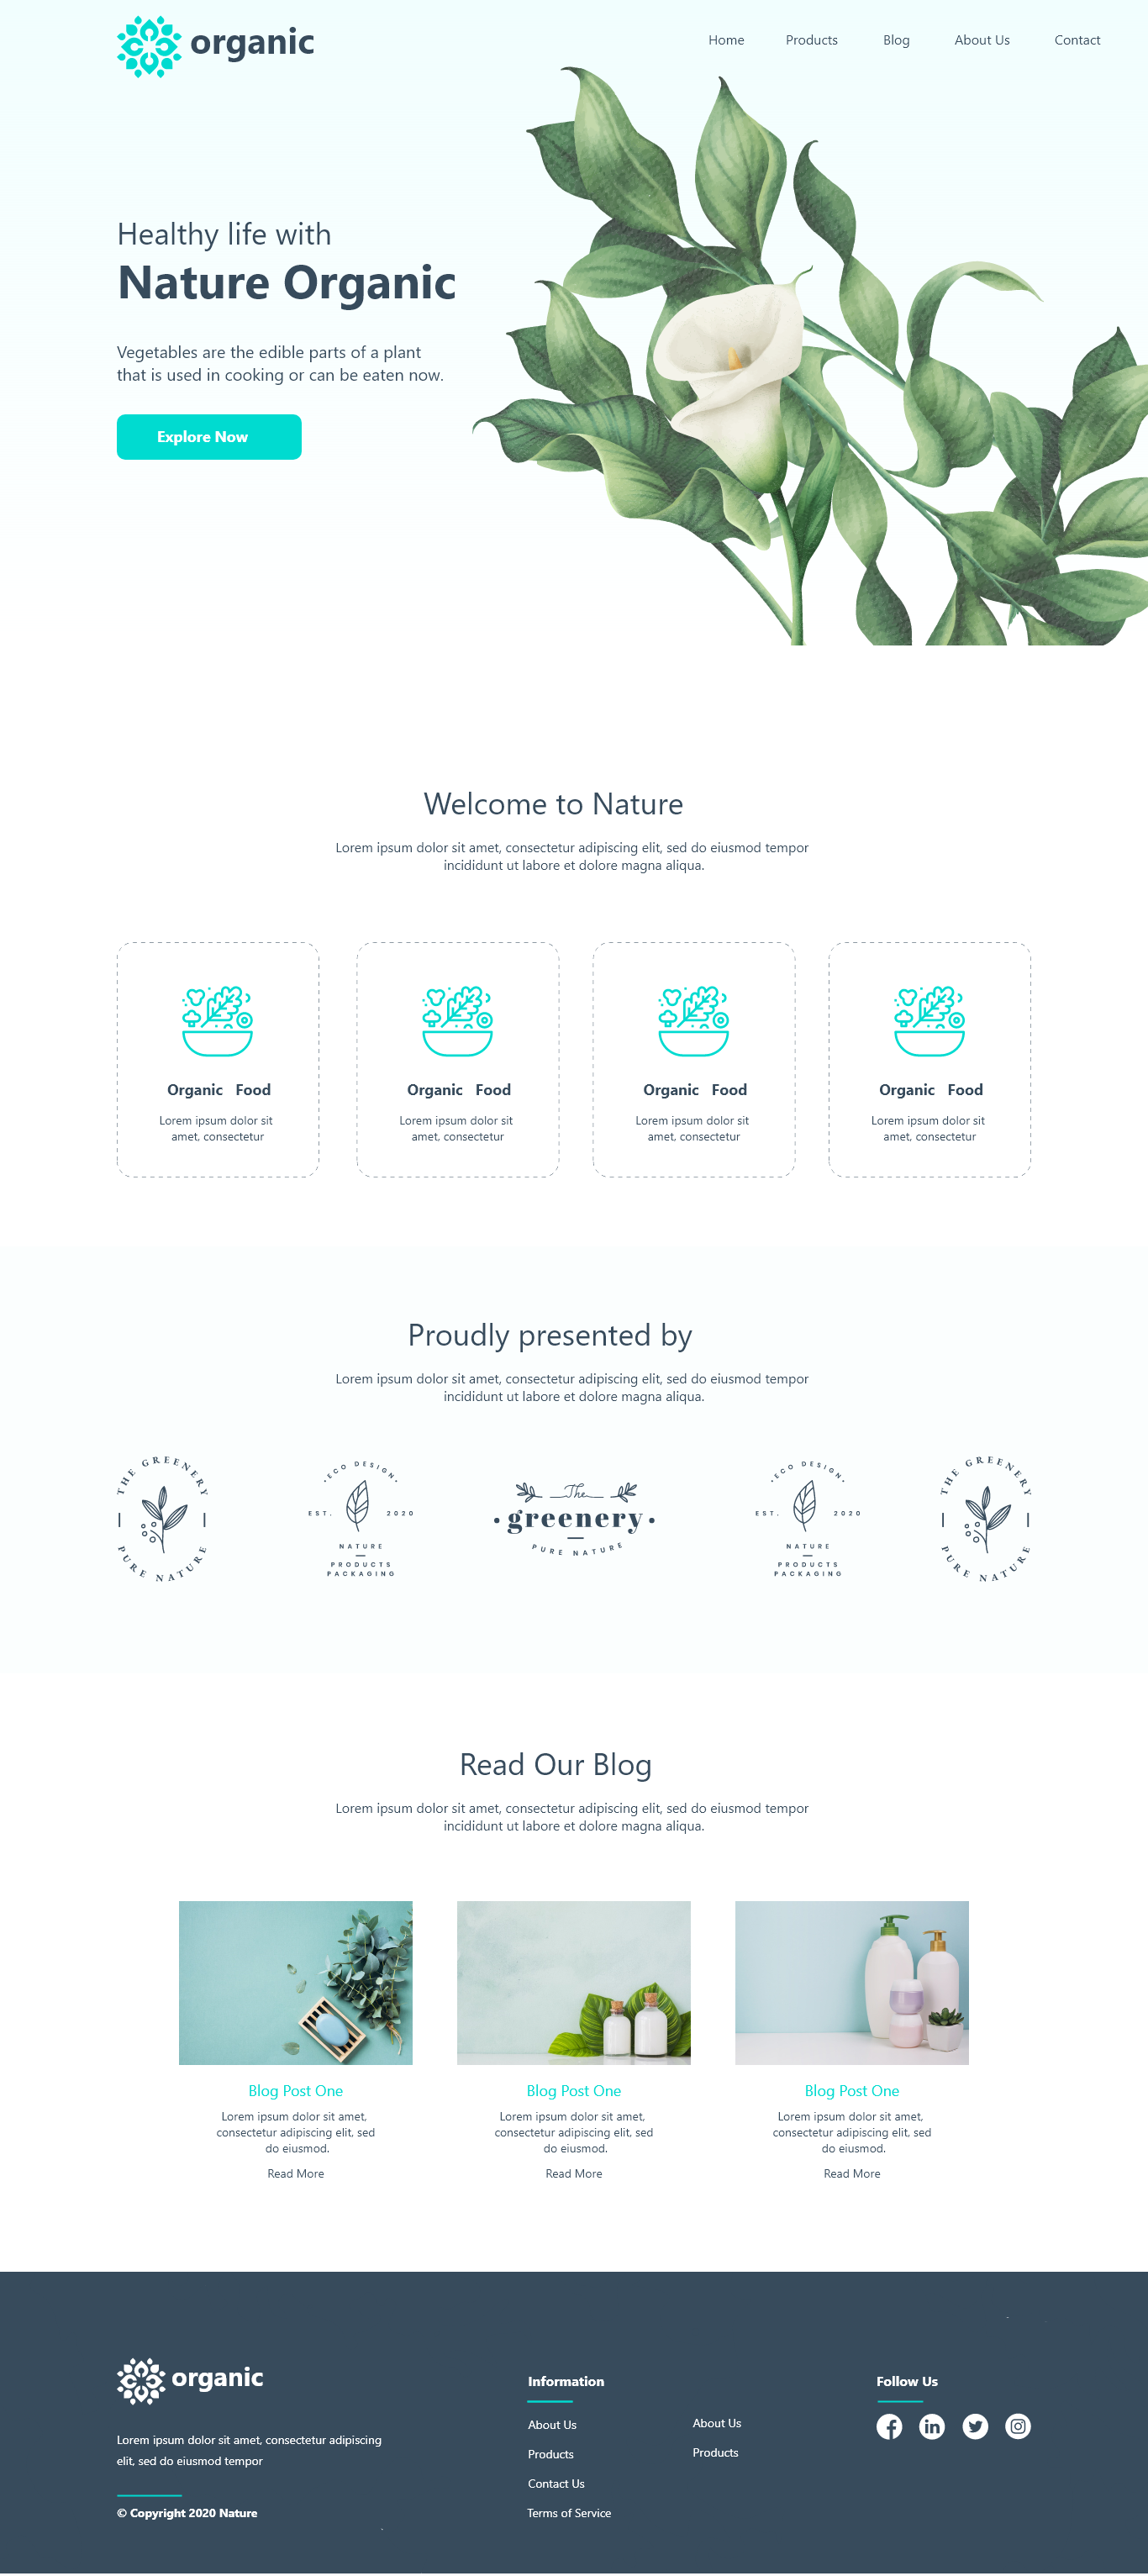 organic
Home Products Blog About Us Contact
Healthy life with
Nature Organic
Vegetables are the edible parts of a plant
that is used in cooking or can be eaten now.
Explore Now
Welcome to Nature
Lorem ipsum dolor sit amet, consectetur adipiscing elit, sed do eiusmod tempor
incididunt ut labore et dolore magna aliqua.
Organic Food
Lorem ipsum dolor sit
amet, consectetur
Organic Food
Lorem ipsum dolor sit
amet, consectetur
Organic Food
Lorem ipsum dolor sit
amet, consectetur
Organic Food
Lorem ipsum dolor sit
amet, consectetur
Proudly presented by
Lorem ipsum dolor sit amet, consectetur adipiscing elit, sed do eiusmod tempor
incididunt ut labore et dolore magna aliqua.
THE GREENERY
PURE NATURE
•ECO DESIGN•
EST. 2020
NATURE
PRODUCTS
PACKAGING
The
• greenery •
PURE NATURE
•ECO DESIGN•
EST. 2020
NATURE
PRODUCTS
PACKAGING
THE GREENERY
PURE NATURE
Read Our Blog
Lorem ipsum dolor sit amet, consectetur adipiscing elit, sed do eiusmod tempor
incididunt ut labore et dolore magna aliqua.
Blog Post One
Lorem ipsum dolor sit amet,
consectetur adipiscing elit, sed
do eiusmod.
Read More
Blog Post One
Lorem ipsum dolor sit amet,
consectetur adipiscing elit, sed
do eiusmod.
Read More
Blog Post One
Lorem ipsum dolor sit amet,
consectetur adipiscing elit, sed
do eiusmod.
Read More
organic
Lorem ipsum dolor sit amet, consectetur adipiscing
elit, sed do eiusmod tempor
© Copyright 2020 Nature
Information
About Us
Products
Contact Us
Terms of Service
About Us
Products
Follow Us
f
in